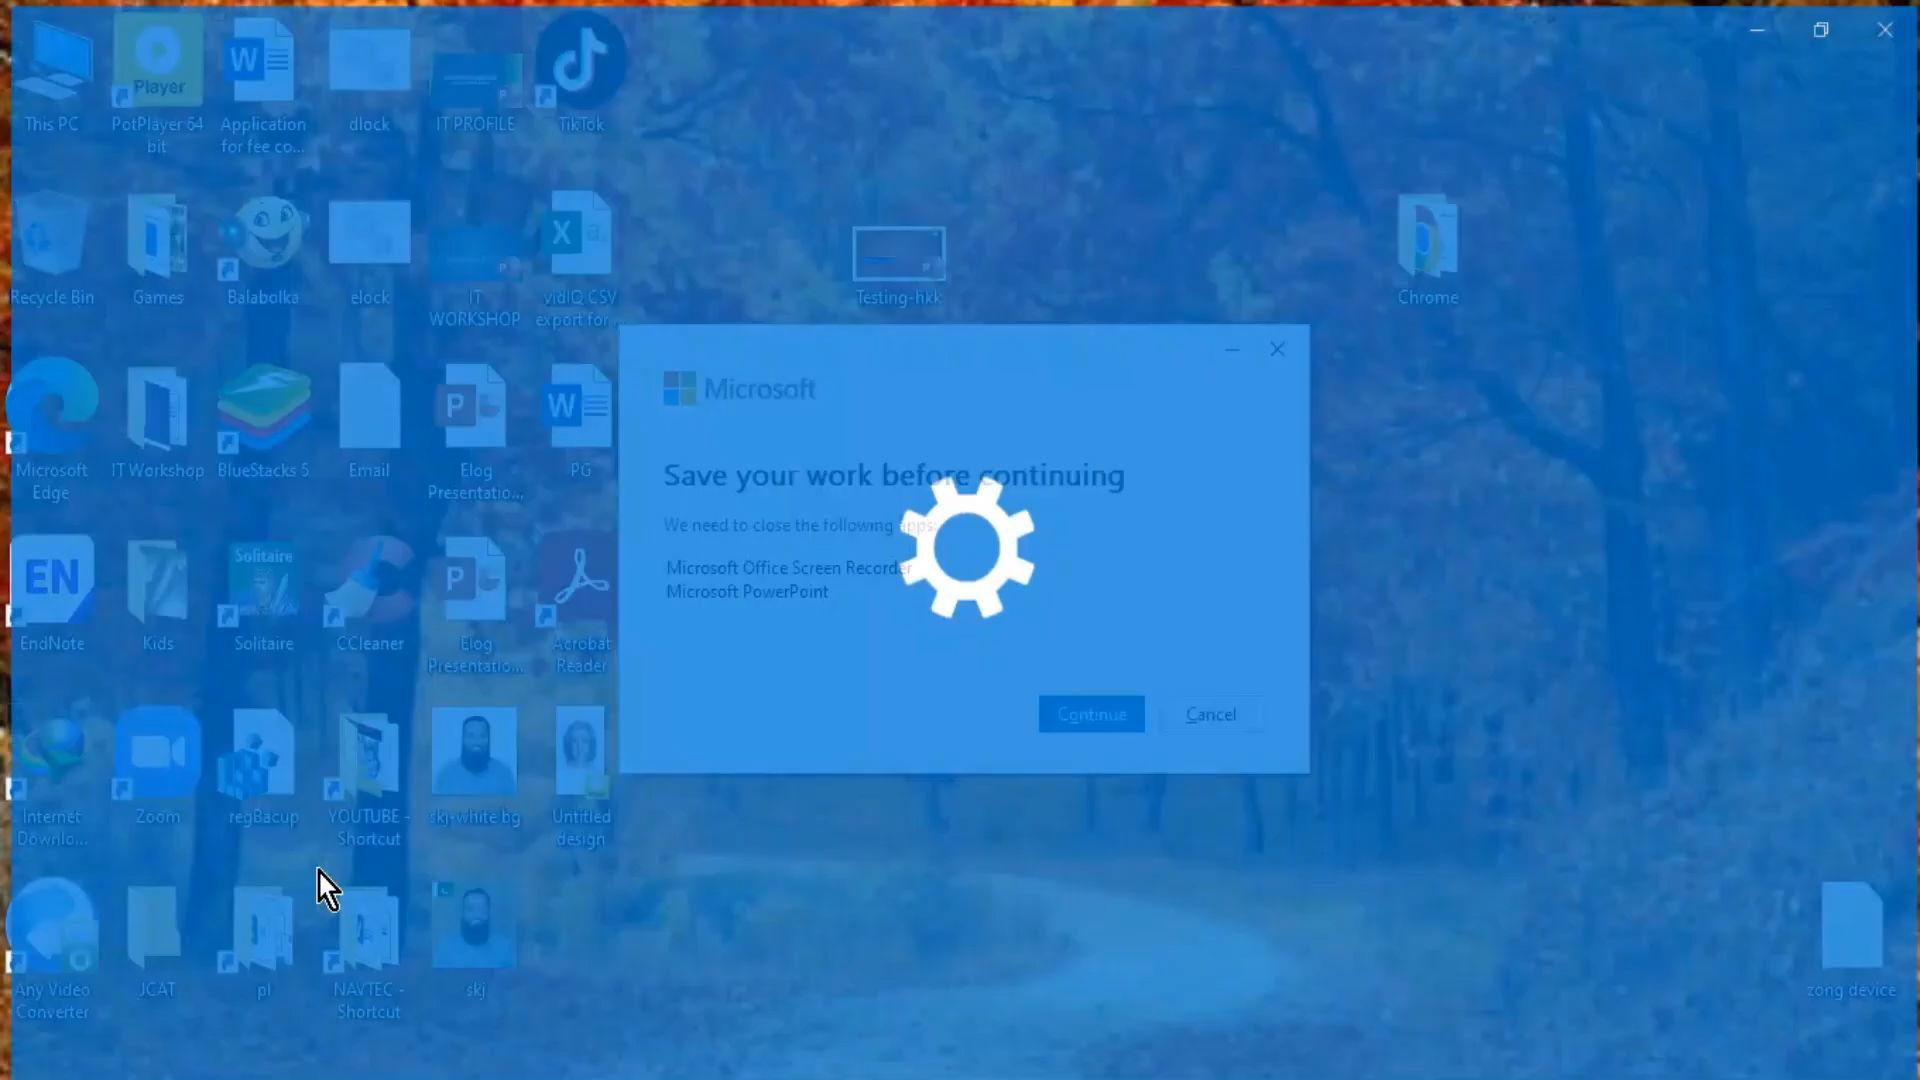 This PC
Player
PotPlayer 64
bit
W
Application
for fee co...
dlock
IT PROFILE
TikTok
Recycle Bin
Games
Balabolka
elock
IT
WORKSHOP
X
a,
vidIQ CSV
export for ...
Testing-hkk
Chrome
Microsoft
Edge
IT Workshop
BlueStacks 5
Email
P
Elog
Presentatio...
W
PG
Microsoft
Save your work before continuing
We need to close the following apps:
Microsoft Office Screen Recorder
Microsoft PowerPoint
Continue
Cancel
EN
EndNote
Kids
Solitaire
Solitaire
CCleaner
P
Elog
Presentatio...
Acrobat
Reader
Internet
Downlo...
Zoom
regBacup
YOUTUBE -
Shortcut
skj-white bg
Untitled
design
Any Video
Converter
JCAT
pl
NAVTEC -
Shortcut
skj
zong device